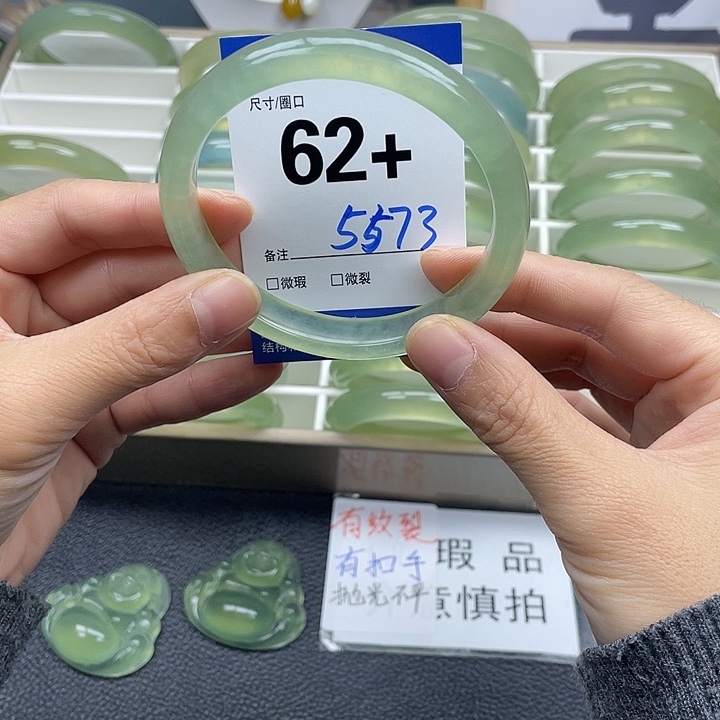 尺寸/圈口
62+
5573
备注
□微瑕 □微裂
有纹裂
有扣手
抛光不平
瑕 品
慎拍